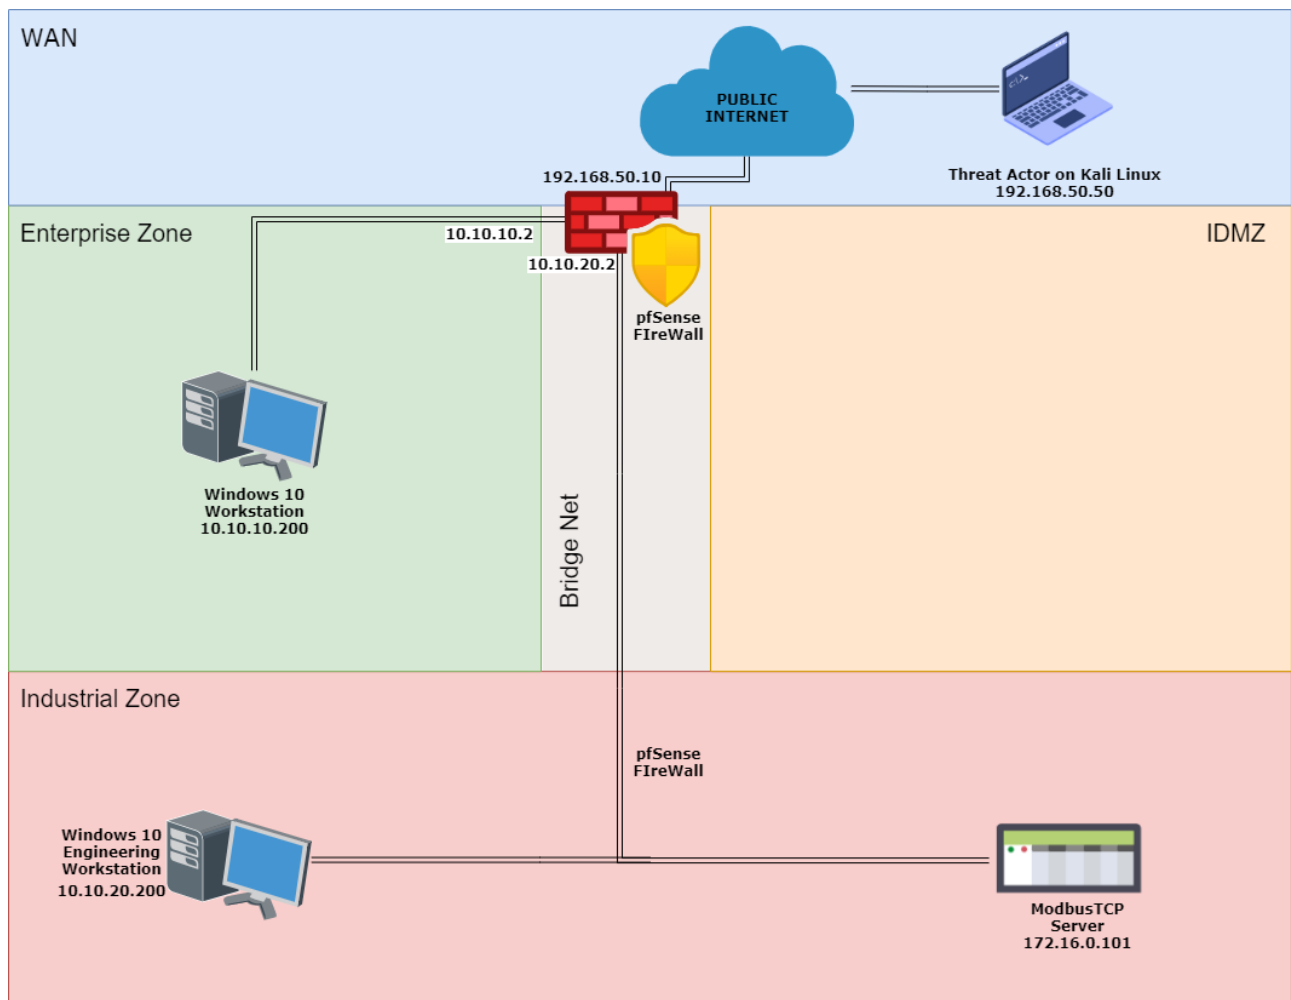 WAN
PUBLIC
INTERNET
Threat Actor on Kali Linux
192.168.50.50
192.168.50.10
Enterprise Zone
10.10.10.2
10.10.20.2
pfSense
FIreWall
IDMZ
Windows 10
Workstation
10.10.10.200
Bridge Net
Industrial Zone
pfSense
FIreWall
Windows 10
Engineering
Workstation
10.10.20.200
ModbusTCP
Server
172.16.0.101